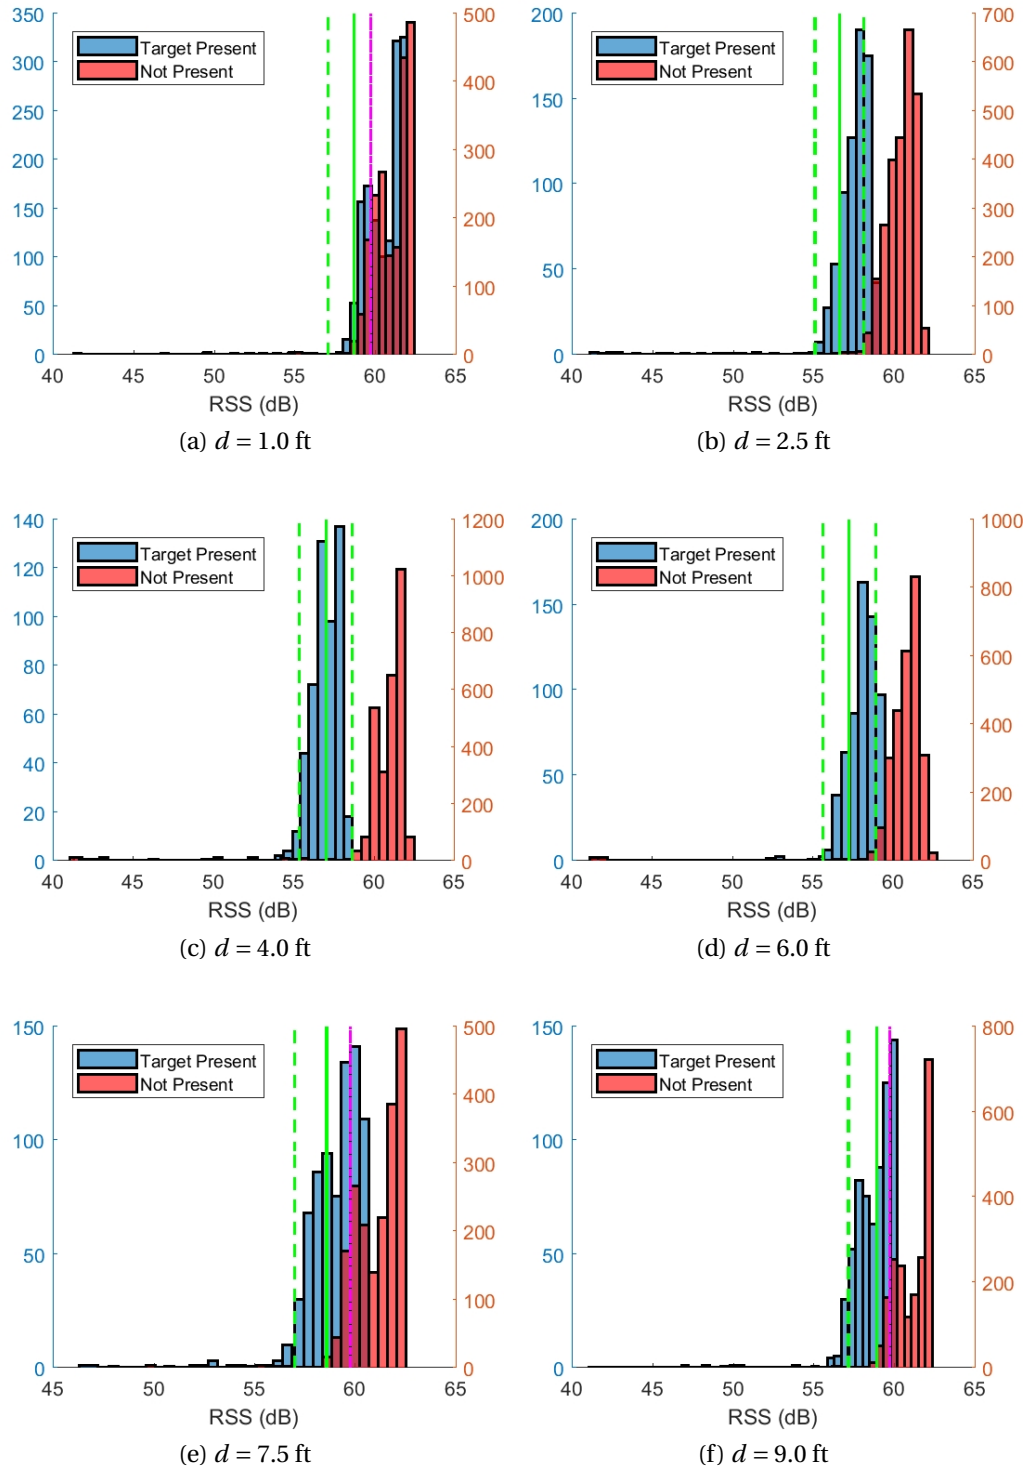 350
300
250
200
150
100
50
0
500
400
300
200
100
0
Target Present
Not Present
40 45 50 55 60 65
RSS (dB)
(a) d = 1.0 ft
200
150
100
50
0
700
600
500
400
300
200
100
0
Target Present
Not Present
40 45 50 55 60 65
RSS (dB)
(b) d = 2.5 ft
140
120
100
80
60
40
20
0
1200
1000
800
600
400
200
0
Target Present
Not Present
40 45 50 55 60 65
RSS (dB)
(c) d = 4.0 ft
200
150
100
50
0
1000
800
600
400
200
0
Target Present
Not Present
40 45 50 55 60 65
RSS (dB)
(d) d = 6.0 ft
150
100
50
0
500
400
300
200
100
0
Target Present
Not Present
45 50 55 60 65
RSS (dB)
(e) d = 7.5 ft
150
100
50
0
800
600
400
200
0
Target Present
Not Present
40 45 50 55 60 65
RSS (dB)
(f) d = 9.0 ft